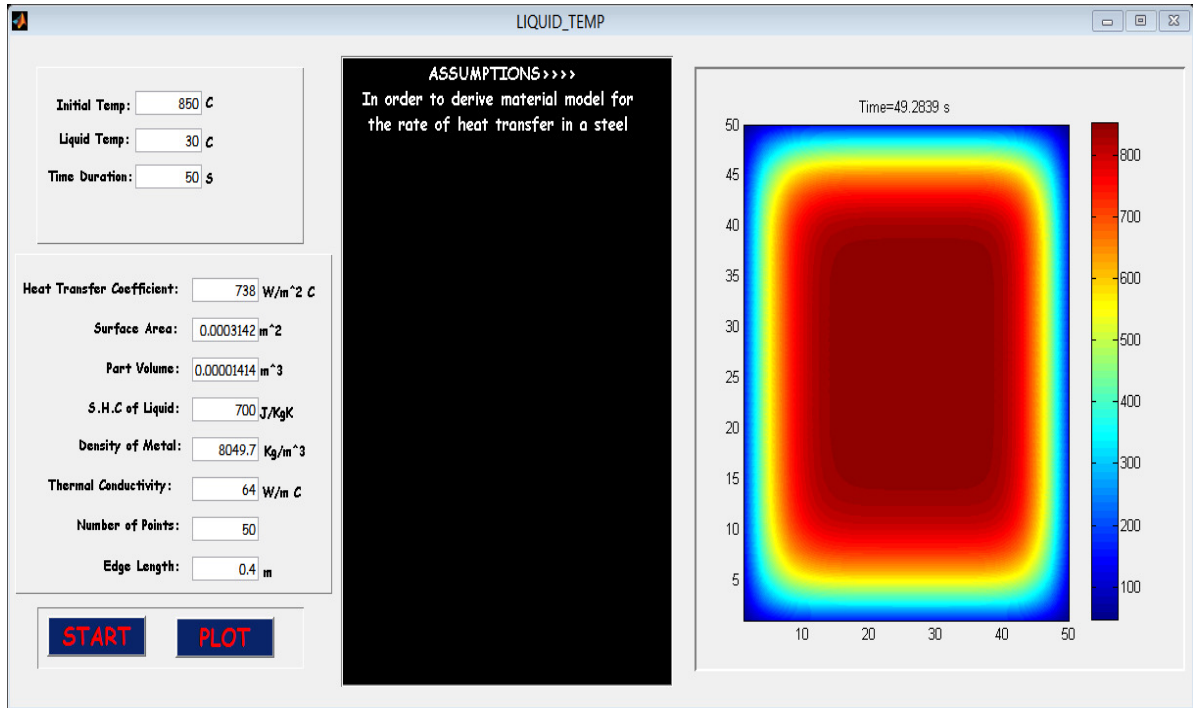 LIQUID_TEMP
Initial Temp: 850 C
Liquid Temp: 30 C
Time Duration: 50 S
Heat Transfer Coefficient: 738 W/m^2 C
Surface Area: 0.0003142 m^2
Part Volume: 0.00001414 m^3
S.H.C of Liquid: 700 J/KgK
Density of Metal: 8049.7 Kg/m^3
Thermal Conductivity: 64 W/m C
Number of Points: 50
Edge Length: 0.4 m
START PLOT
ASSUMPTIONS>>>>
In order to derive material model for
the rate of heat transfer in a steel
Time=49.2839 s
50
45
40
35
30
25
20
15
10
5
10 20 30 40 50
800
700
600
500
400
300
200
100